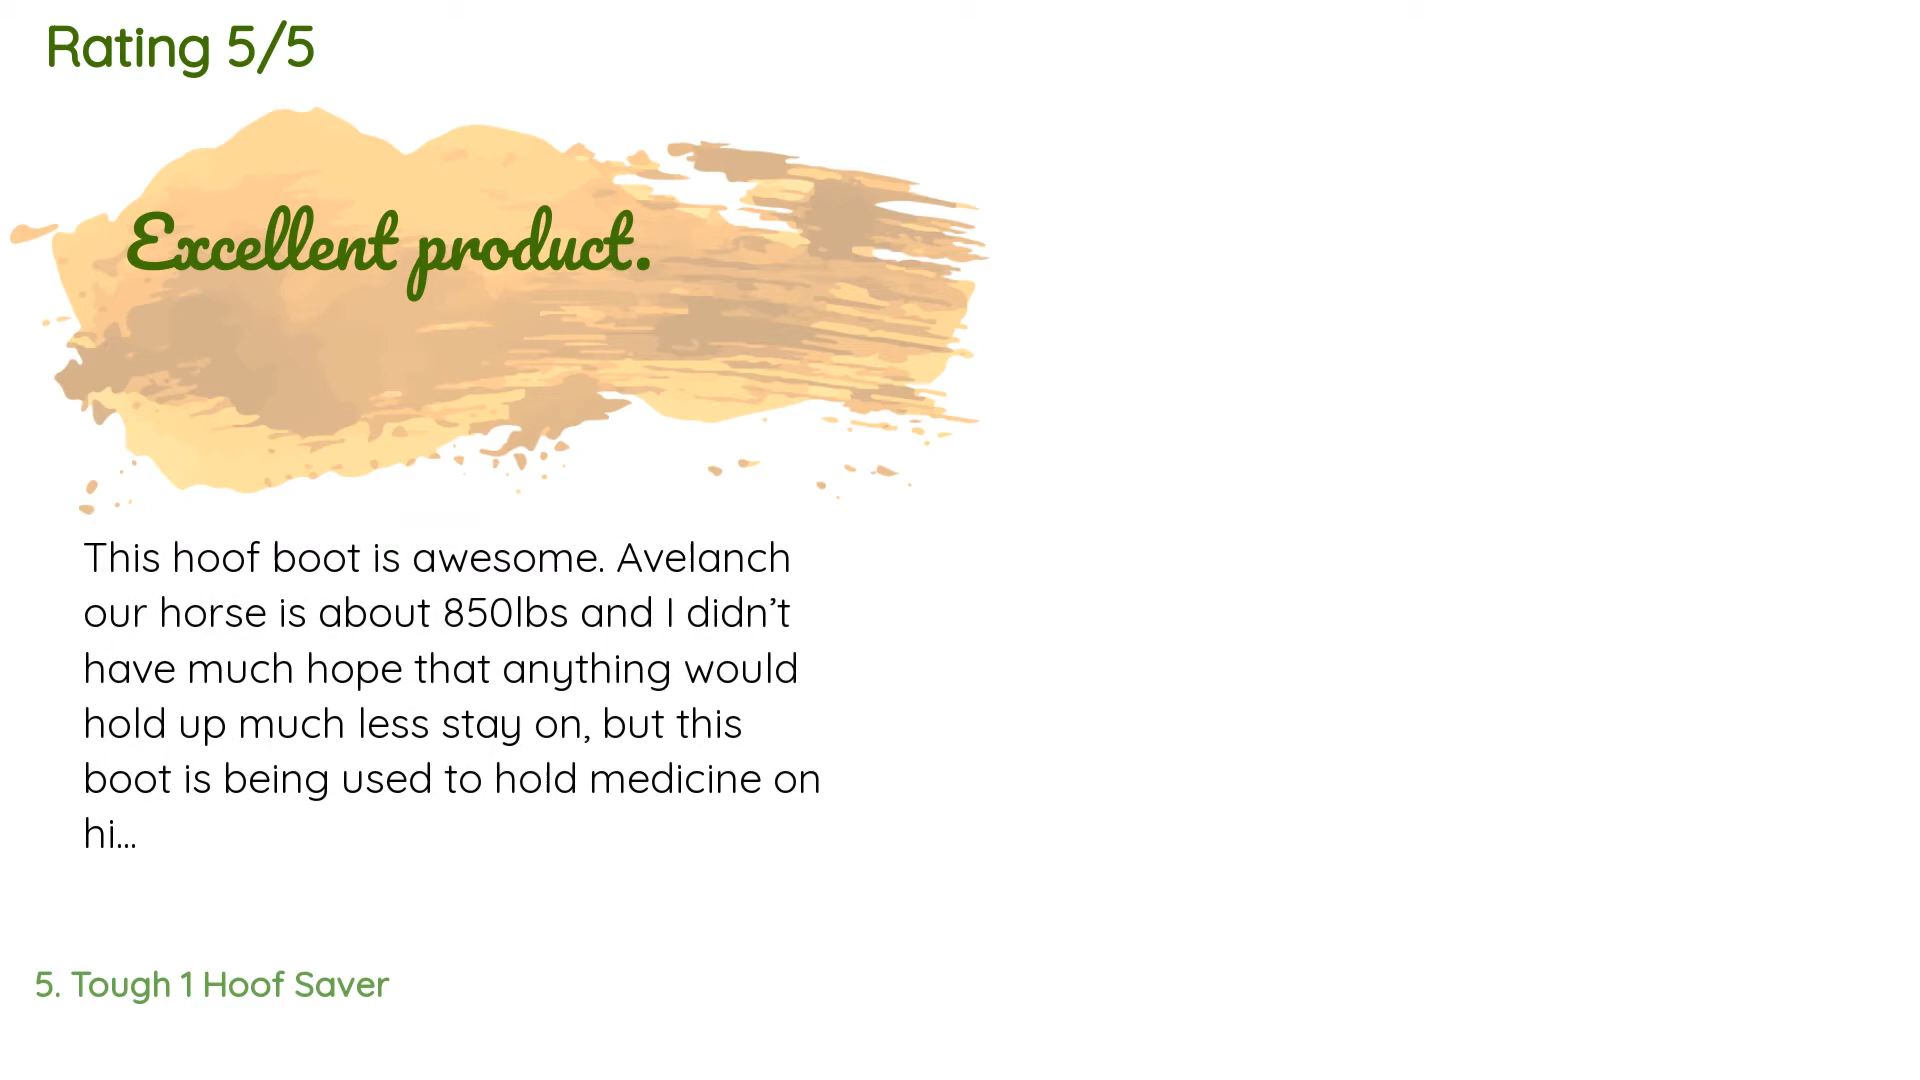 Rating 5/5
Excellent product.
This hoof boot is awesome. Avelanch
our horse is about 850lbs and I didn’t
have much hope that anything would
hold up much less stay on, but this
boot is being used to hold medicine on
hi...
5. Tough 1 Hoof Saver